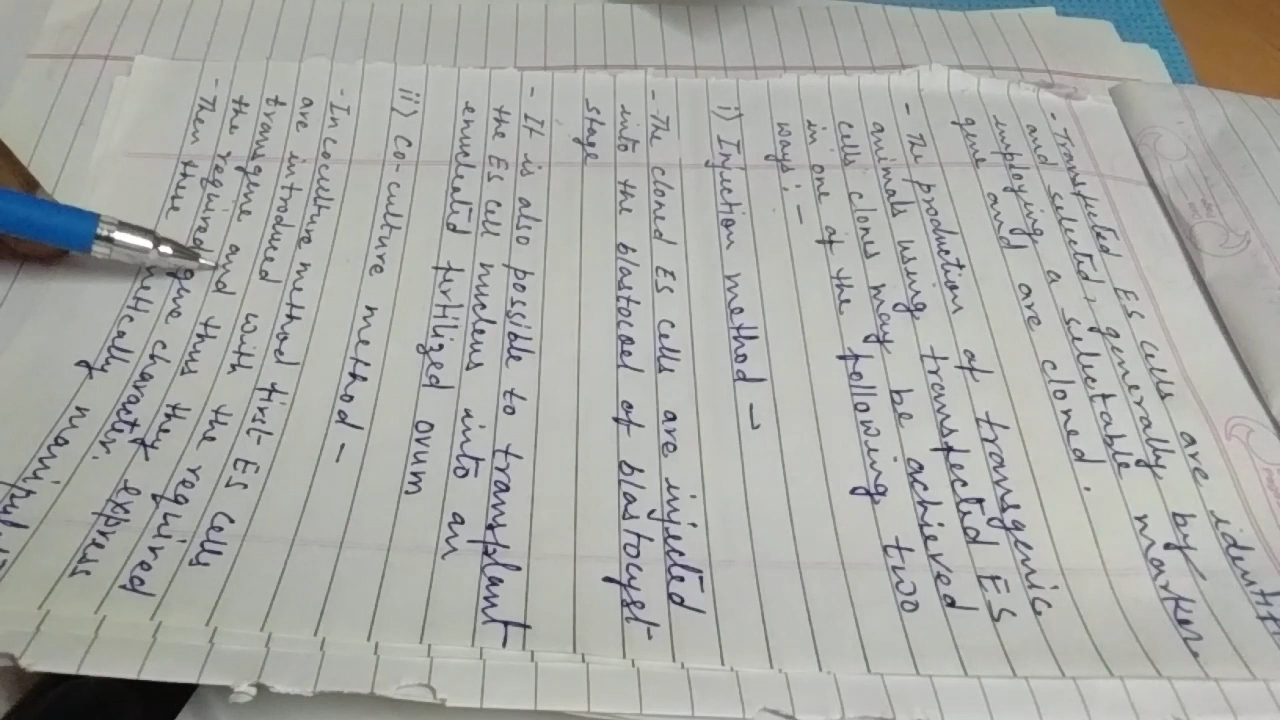 - Transfected ES cells are identif
and selected, generally by
employing a selectable marker
gene and are cloned.
- The production of transgenic
animals using transfected ES
cells clones may be achieved
in one of the following two
ways :-
i) Injection method →
- The cloned ES cells are injected
into the blastocoel of blastocyst
stage
- It is also possible to transplant
the ES cell nucleus into an
enucleated fertilized ovum
ii) Co-culture method -
- In coculture method first ES cells
are introduced with the required
transgene and thus they
the required gene character. express
- Then these netically manipul